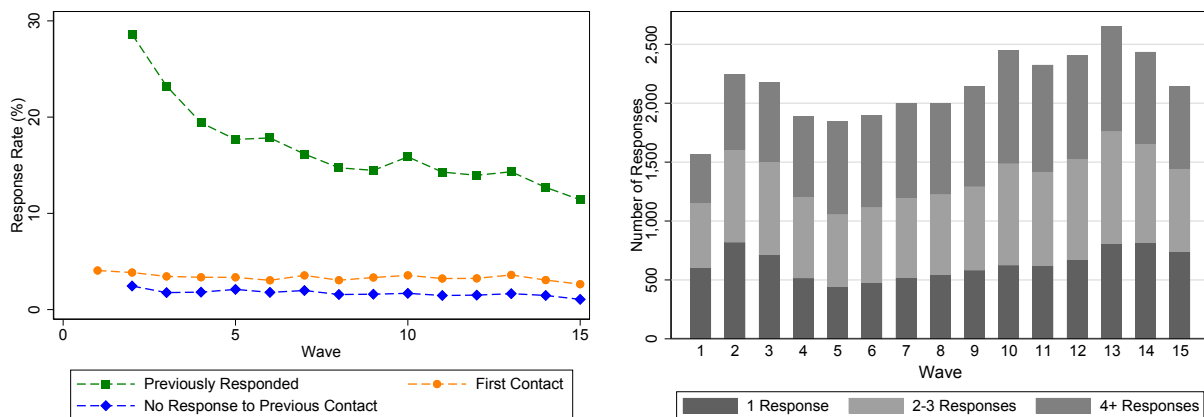 Response Rate (%)
30
20
10
0
0 5 10 15
Wave
Previously Responded
First Contact
No Response to Previous Contact
Number of Responses
2,500
2,000
1,500
1,000
500
0
1 2 3 4 5 6 7 8 9 10 11 12 13 14 15
Wave
1 Response
2-3 Responses
4+ Responses